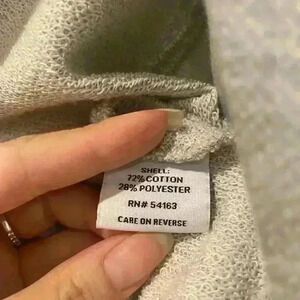 SHELL:
72% COTTON
28% POLYESTER
RN# 54163
CARE ON REVERSE